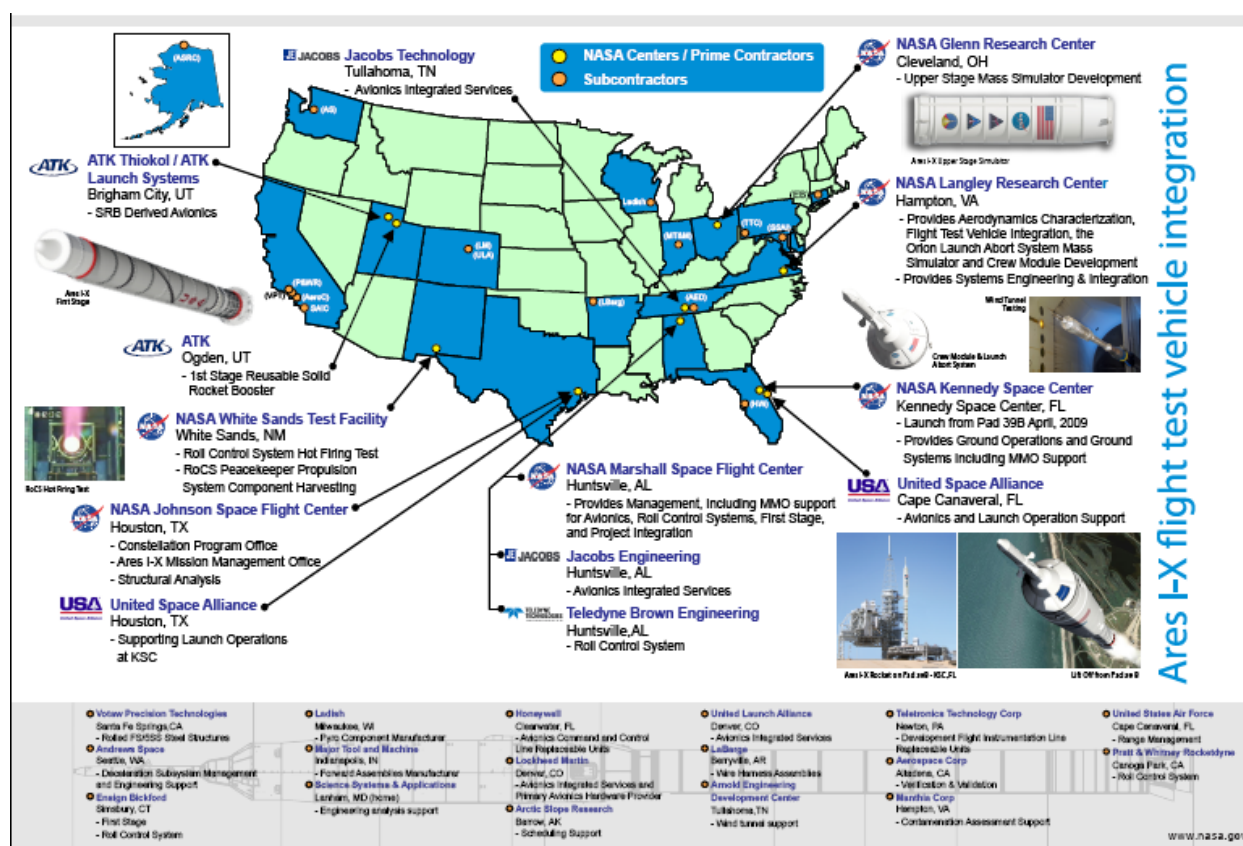 (ASRC)
JACOBS Jacobs Technology
Tullahoma, TN
- Avionics Integrated Services
NASA Centers / Prime Contractors
Subcontractors
NASA Glenn Research Center
Cleveland, OH
- Upper Stage Mass Simulator Development
Ares I-X Upper Stage Simulator
ATK
ATK Thiokol / ATK
Launch Systems
Brigham City, UT
- SRB Derived Avionics
Ares I-X
First Stage
(AS)
Ladish
(MT&M)
(TTC)
(LM)
(ULA)
(PWR)
(VPT)
(AeroC)
SAIC
(AED)
(HW)
NASA Langley Research Center
Hampton, VA
- Provides Aerodynamics Characterization,
Flight Test Vehicle Integration, the
Orion Launch Abort System Mass
Simulator and Crew Module Development
- Provides Systems Engineering & Integration
Wind Tunnel
Testing
Crew Module & Launch
Abort System
ATK
ATK
Ogden, UT
- 1st Stage Reusable Solid
Rocket Booster
NASA White Sands Test Facility
White Sands, NM
- Roll Control System Hot Firing Test
- RoCS Peacekeeper Propulsion
System Component Harvesting
RoCS Hot Firing Test
NASA Kennedy Space Center
Kennedy Space Center, FL
- Launch from Pad 39B April, 2009
- Provides Ground Operations and Ground
Systems Including MMO Support
USA
United Space Alliance
United Space Alliance
Cape Canaveral, FL
- Avionics and Launch Operation Support
NASA Johnson Space Flight Center
Houston, TX
- Constellation Program Office
- Ares I-X Mission Management Office
- Structural Analysis
USA
United Space Alliance
United Space Alliance
Houston, TX
- Supporting Launch Operations
at KSC
NASA Marshall Space Flight Center
Huntsville, AL
- Provides Management, Including MMO support
for Avionics, Roll Control Systems, First Stage,
and Project Integration
JACOBS Jacobs Engineering
Huntsville, AL
- Avionics Integrated Services
TELEDYNE
Teledyne Brown Engineering
Huntsville,AL
- Roll Control System
Ares I-X Rocket on Pad 39B - KSC, FL
Lift Off from Pad 39B
Ares I-X flight test vehicle integration
Votaw Precision Technologies
Santa Fe Springs,CA
- Rolled FS/5SS Steel Structures
Andrews Space
Seattle, WA
- Deceleration Subsystem Management
and Engineering Support
Ensign Bickford
Simsbury, CT
- First Stage
- Roll Control System
Ladish
Milwaukee, WI
- Pyro Component Manufacturer
Major Tool and Machine
Indianapolis, IN
- Forward Assemblies Manufacturer
Science Systems & Applications
Lanham, MD (home)
- Engineering analysis support
Honeywell
Clearwater, FL
- Avionics Command and Control
Line Replaceable Units
Lockheed Martin
Denver, CO
- Avionics Integrated Services and
Primary Avionics Hardware Provider
Arctic Slope Research
Barrow, AK
- Scheduling Support
United Launch Alliance
Denver, CO
- Avionics Integrated Services
LaBarge
Berryville, AR
- Wire Harness Assemblies
Arnold Engineering
Development Center
Tullahoma,TN
- Wind tunnel support
Teletronics Technology Corp
Newton, PA
- Development Flight Instrumentation Line
Replaceable Units
Aerospace Corp
Altadena, CA
- Verification & Validation
Manthia Corp
Hampton, VA
- Contamenation Assessment Support
United States Air Force
Cape Canaveral, FL
- Range Management
Pratt & Whitney Rocketdyne
Canoga Park, CA
- Roll Control System
www.nasa.gov